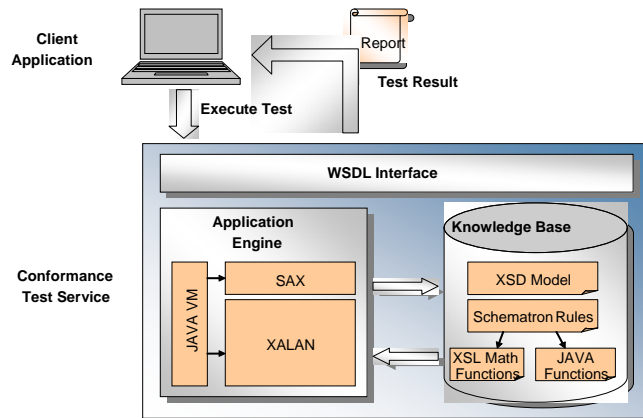 Client
Application
Report
Test Result
Execute Test
WSDL Interface
Application
Engine
Knowledge Base
Conformance
Test Service
JAVA VM
SAX
XALAN
XSD Model
Schematron Rules
XSL Math
Functions
JAVA
Functions